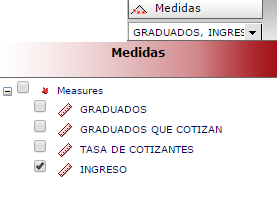 Medidas
GRADUADOS, INGRES
Medidas
Measures
GRADUADOS
GRADUADOS QUE COTIZAN
TASA DE COTIZANTES
INGRESO